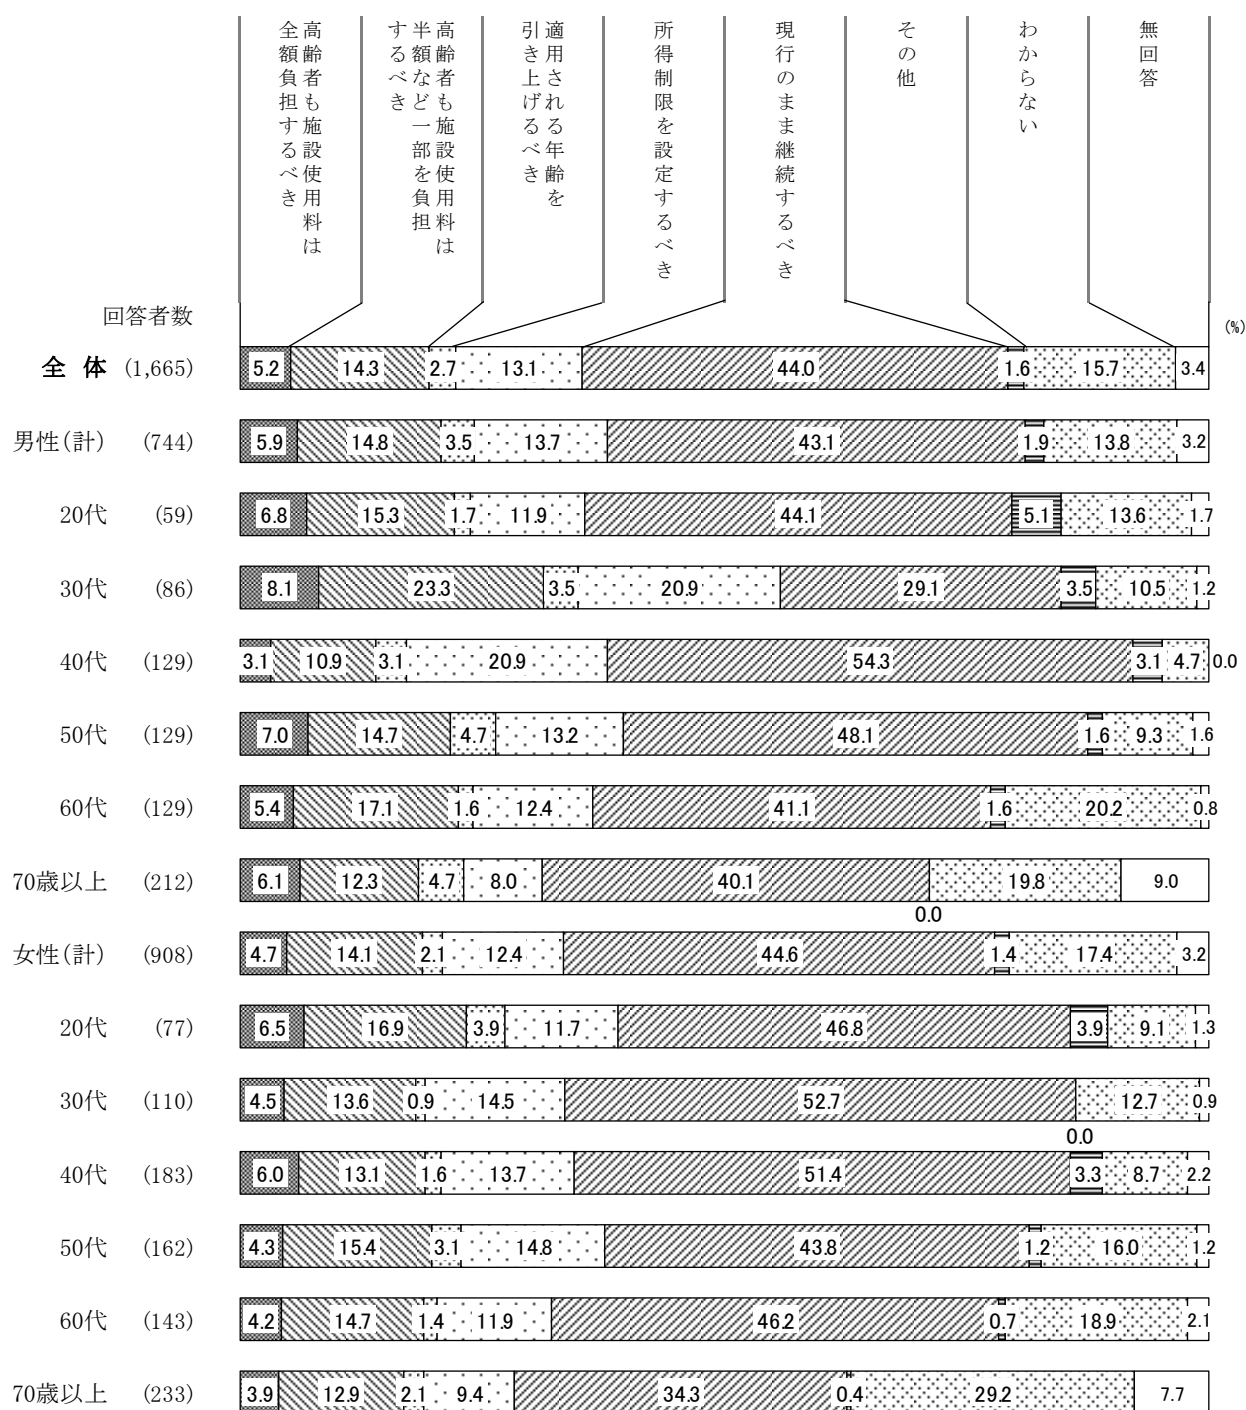 高齢者も施設使用料は
全額負担するべき
高齢者も施設使用料は
半額など一部を負担
するべき
適用される年齢を
引き上げるべき
所得制限を設定するべき
現行のまま継続するべき
その他
わからない
無回答
回答者数
(%)
全 体 (1,665) 5.2 14.3 2.7 13.1 44.0 1.6 15.7 3.4
男性(計) (744) 5.9 14.8 3.5 13.7 43.1 1.9 13.8 3.2
20代 (59) 6.8 15.3 1.7 11.9 44.1 5.1 13.6 1.7
30代 (86) 8.1 23.3 3.5 20.9 29.1 3.5 10.5 1.2
40代 (129) 3.1 10.9 3.1 20.9 54.3 3.1 4.7 0.0
50代 (129) 7.0 14.7 4.7 13.2 48.1 1.6 9.3 1.6
60代 (129) 5.4 17.1 1.6 12.4 41.1 1.6 20.2 0.8
70歳以上 (212) 6.1 12.3 4.7 8.0 40.1 19.8 9.0
0.0
女性(計) (908) 4.7 14.1 2.1 12.4 44.6 1.4 17.4 3.2
20代 (77) 6.5 16.9 3.9 11.7 46.8 3.9 9.1 1.3
30代 (110) 4.5 13.6 0.9 14.5 52.7 12.7 0.9
0.0
40代 (183) 6.0 13.1 1.6 13.7 51.4 3.3 8.7 2.2
50代 (162) 4.3 15.4 3.1 14.8 43.8 1.2 16.0 1.2
60代 (143) 4.2 14.7 1.4 11.9 46.2 0.7 18.9 2.1
70歳以上 (233) 3.9 12.9 2.1 9.4 34.3 0.4 29.2 7.7